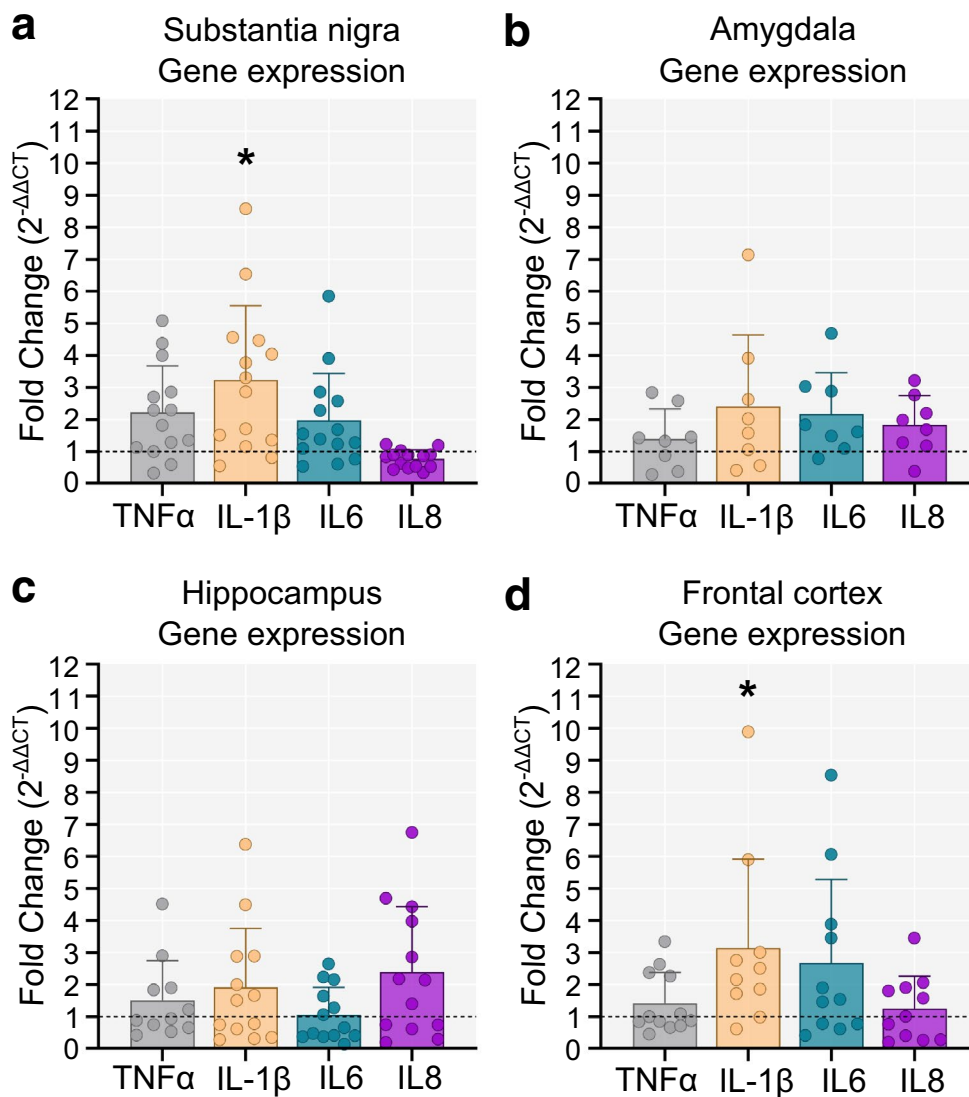 a
Substantia nigra
Gene expression
Fold Change (2-ΔΔCT)
12
11
10
9
8
7
6
5
4
3
2
1
0
*
TNFα IL-1β IL6 IL8
b
Amygdala
Gene expression
Fold Change (2-ΔΔCT)
12
11
10
9
8
7
6
5
4
3
2
1
0
TNFα IL-1β IL6 IL8
c
Hippocampus
Gene expression
Fold Change (2-ΔΔCT)
12
11
10
9
8
7
6
5
4
3
2
1
0
TNFα IL-1β IL6 IL8
d
Frontal cortex
Gene expression
Fold Change (2-ΔΔCT)
12
11
10
9
8
7
6
5
4
3
2
1
0
*
TNFα IL-1β IL6 IL8